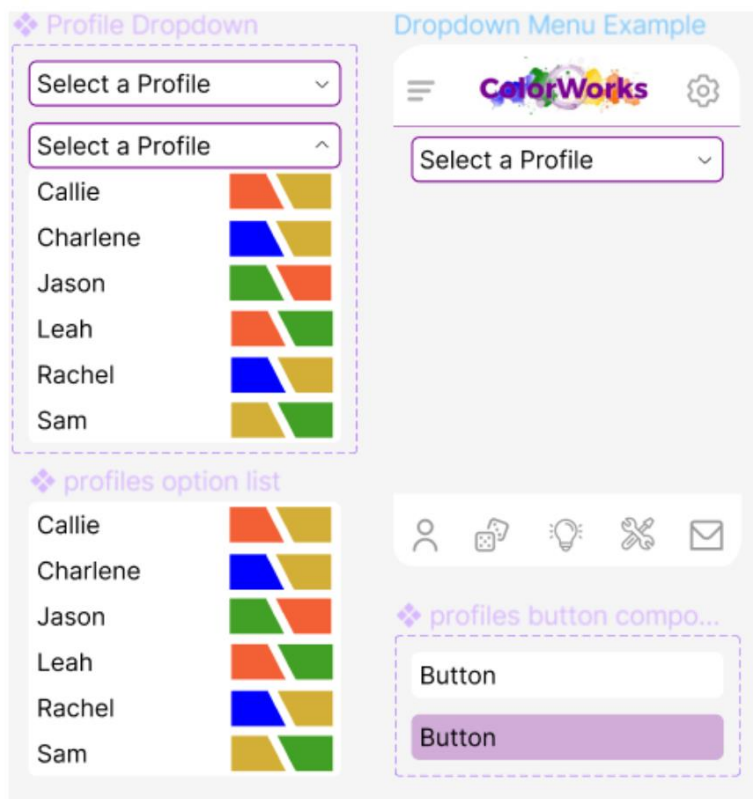 Profile Dropdown
Select a Profile
Select a Profile
Callie
Charlene
Jason
Leah
Rachel
Sam
profiles option list
Callie
Charlene
Jason
Leah
Rachel
Sam
Dropdown Menu Example
ColorWorks
Select a Profile
profiles button compo...
Button
Button